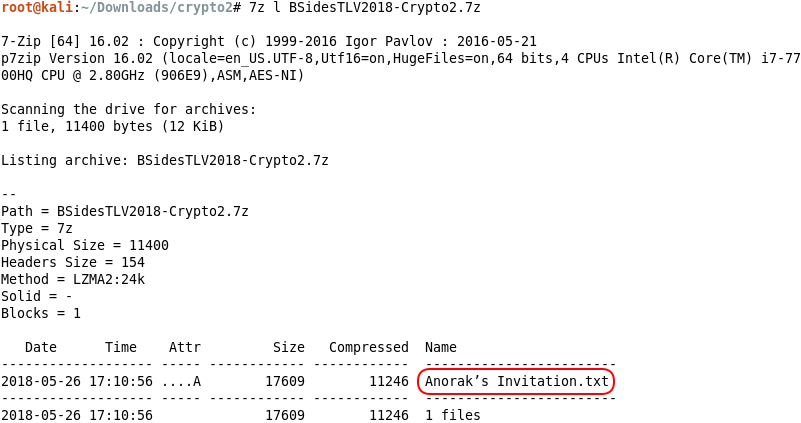 root@kali:~/Downloads/crypto2# 7z l BSidesTLV2018-Crypto2.7z

7-Zip [64] 16.02 : Copyright (c) 1999-2016 Igor Pavlov : 2016-05-21
p7zip Version 16.02 (locale=en_US.UTF-8,Utf16=on,HugeFiles=on,64 bits,4 CPUs Intel(R) Core(TM) i7-77
00HQ CPU @ 2.80GHz (906E9),ASM,AES-NI)

Scanning the drive for archives:
1 file, 11400 bytes (12 KiB)

Listing archive: BSidesTLV2018-Crypto2.7z

--
Path = BSidesTLV2018-Crypto2.7z
Type = 7z
Physical Size = 11400
Headers Size = 154
Method = LZMA2:24k
Solid = -
Blocks = 1

   Date      Time    Attr         Size   Compressed  Name
------------------- ----- ------------ ------------  ------------------------
2018-05-26 17:10:56 ....A        17609        11246  Anorak’s Invitation.txt
------------------- ----- ------------ ------------  ------------------------
2018-05-26 17:10:56              17609        11246  1 files